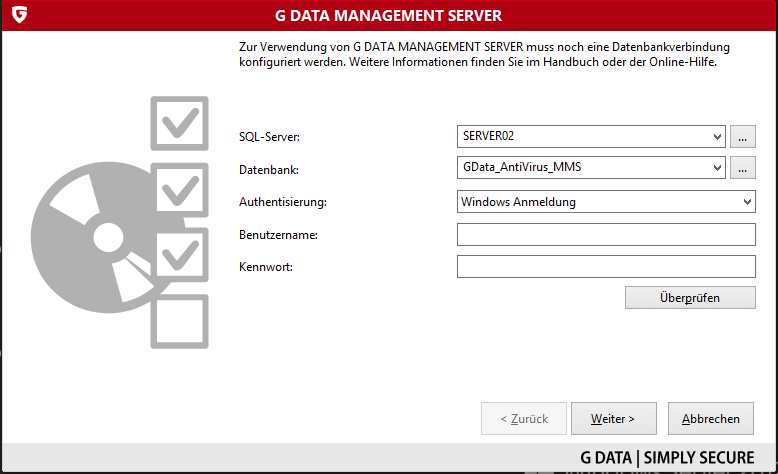 G DATA MANAGEMENT SERVER
Zur Verwendung von G DATA MANAGEMENT SERVER muss noch eine Datenbankverbindung
konfiguriert werden. Weitere Informationen finden Sie im Handbuch oder der Online-Hilfe.
SQL-Server: SERVER02 ...
Datenbank: GData_AntiVirus_MMS ...
Authentisierung: Windows Anmeldung
Benutzername:
Kennwort:
Überprüfen
< Zurück Weiter > Abbrechen
G DATA | SIMPLY SECURE